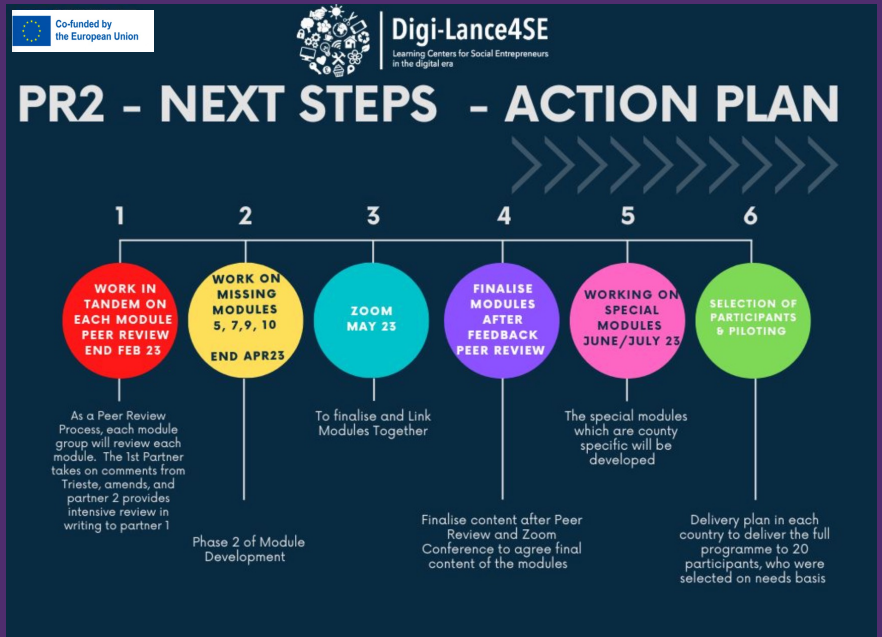 Co-funded by
the European Union
Digi-Lance4SE
Learning Centers for Social Entrepreneurs
in the digital era
PR2 - NEXT STEPS - ACTION PLAN
1
2
3
4
5
6
WORK IN
TANDEM ON
EACH MODULE
PEER REVIEW
END FEB 23
WORK ON
MISSING
MODULES
5, 7,9, 10
END APR23
ZOOM
MAY 23
FINALISE
MODULES
AFTER
FEEDBACK
PEER REVIEW
WORKING ON
SPECIAL
MODULES
JUNE/JULY 23
SELECTION OF
PARTICIPANTS
& PILOTING
As a Peer Review
Process, each module
group will review each
module. The 1st Partner
takes on comments from
Trieste, amends, and
partner 2 provides
intensive review in
writing to partner 1
Phase 2 of Module
Development
To finalise and Link
Modules Together
Finalise content after Peer
Review and Zoom
Conference to agree final
content of the modules
The special modules
which are county
specific will be
developed
Delivery plan in each
country to deliver the full
programme to 20
participants, who were
selected on needs basis